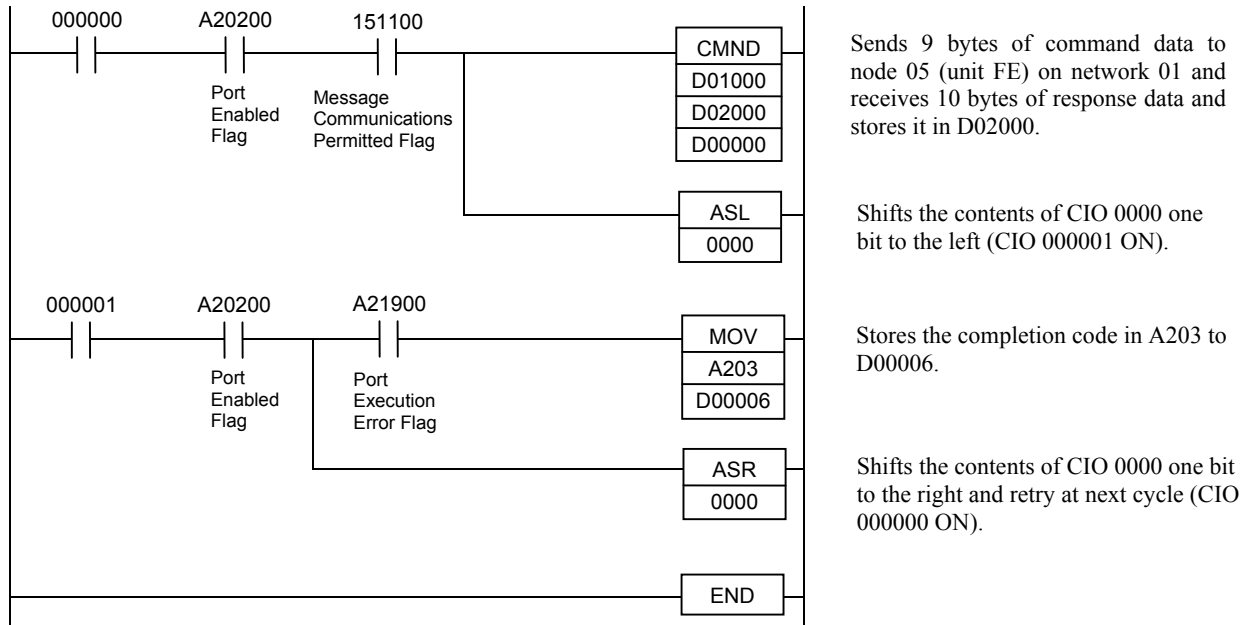 000000 A20200 151100
Port
Enabled
Flag
Message
Communications
Permitted Flag
CMND
D01000
D02000
D00000
Sends 9 bytes of command data to
node 05 (unit FE) on network 01 and
receives 10 bytes of response data and
stores it in D02000.
ASL
0000
Shifts the contents of CIO 0000 one
bit to the left (CIO 000001 ON).
000001 A20200 A21900
Port
Enabled
Flag
Port
Execution
Error Flag
MOV
A203
D00006
Stores the completion code in A203 to
D00006.
ASR
0000
Shifts the contents of CIO 0000 one bit
to the right and retry at next cycle (CIO
000000 ON).
END